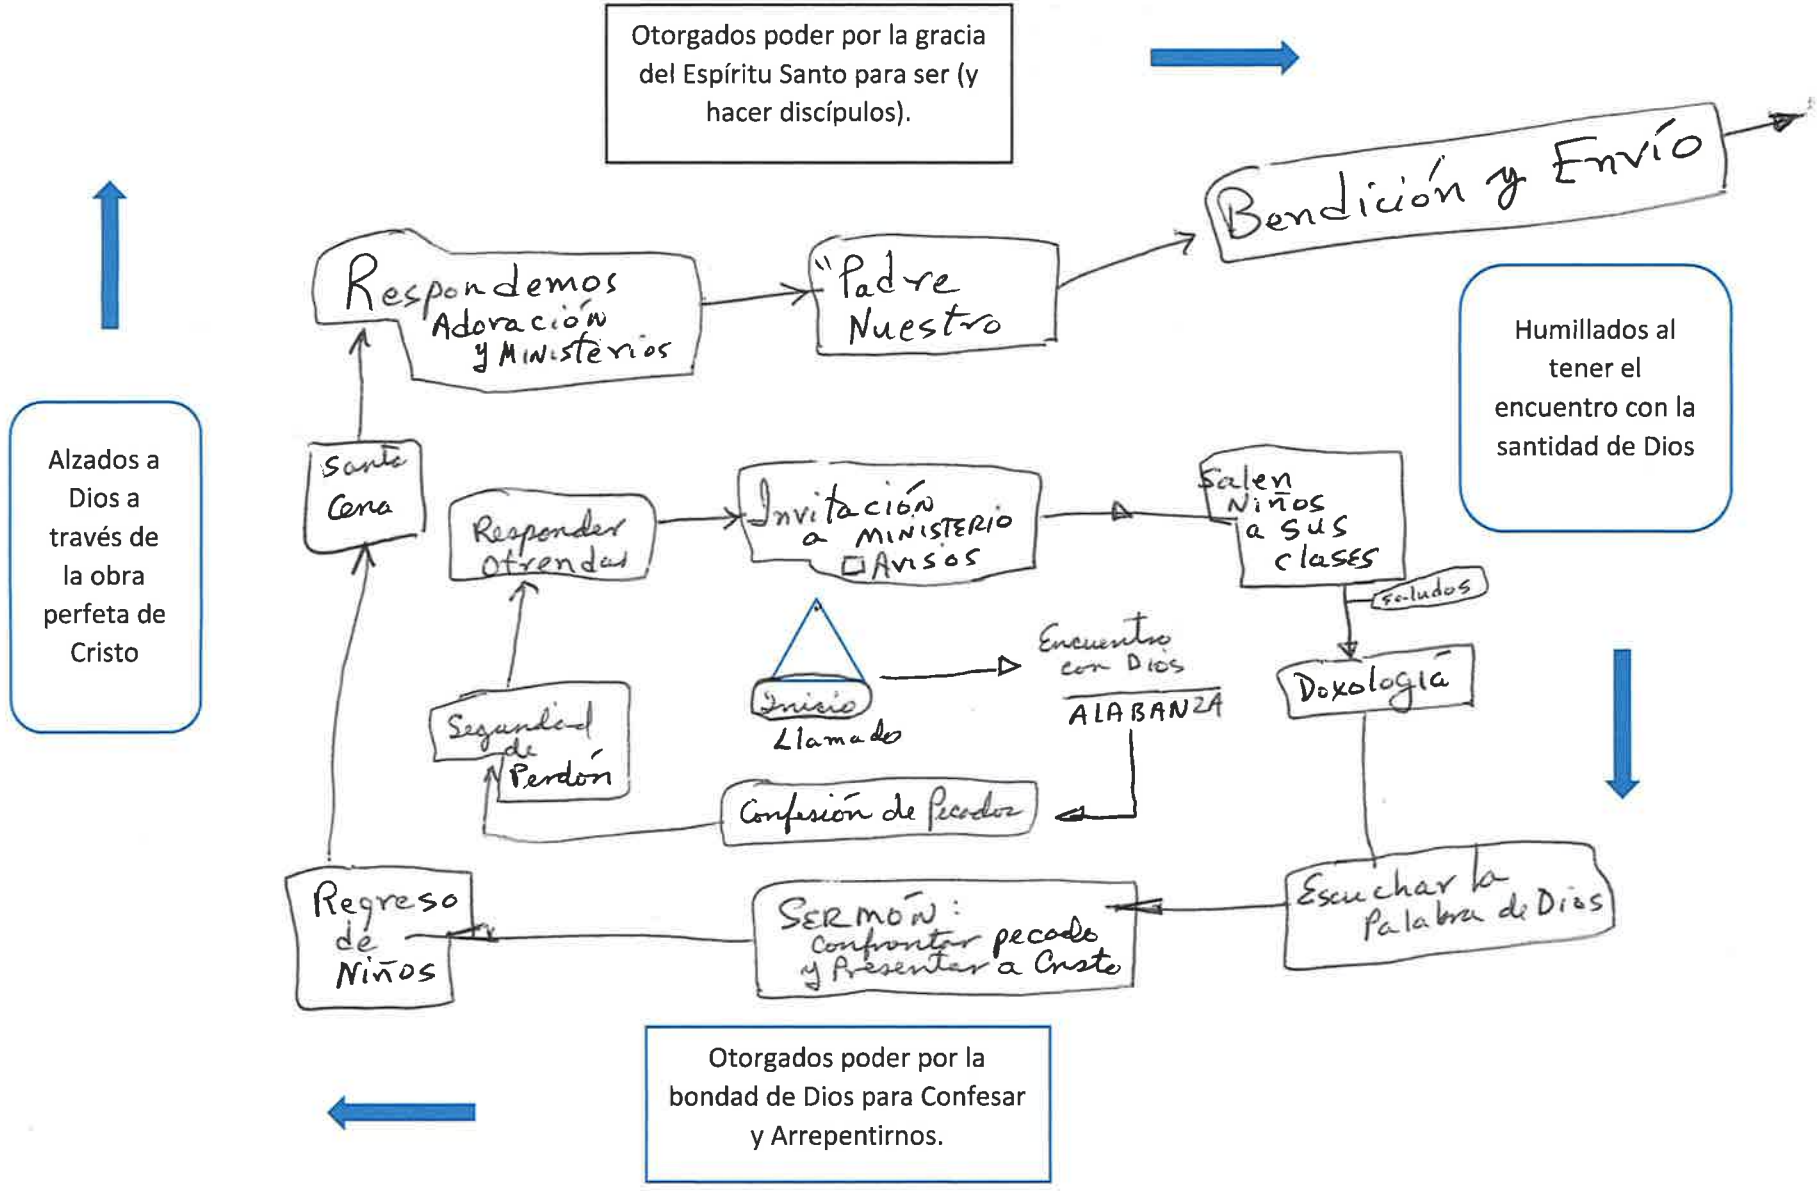 Otorgados poder por la gracia
del Espíritu Santo para ser (y
hacer discípulos).
Bendición y Envío
Respondemos
Adoración
y Ministerios
"Padre
Nuestro
Humillados al
tener el
encuentro con la
santidad de Dios
Alzados a
Dios a
través de
la obra
perfeta de
Cristo
Santa
Cena
Responder
Ofrendas
Invitación
a MINISTERIO
Avisos
Salen
Niños
a sus
clases
saludos
Encuentro
con Dios
ALABANZA
Doxología
Inicio
Llamado
Seguridad
de
Perdón
Confesión de Pecados
Regreso
de
Niños
SERMÓN:
confrontar pecado
y Presentar a Cristo
Escuchar la
Palabra de Dios
Otorgados poder por la
bondad de Dios para Confesar
y Arrepentirnos.